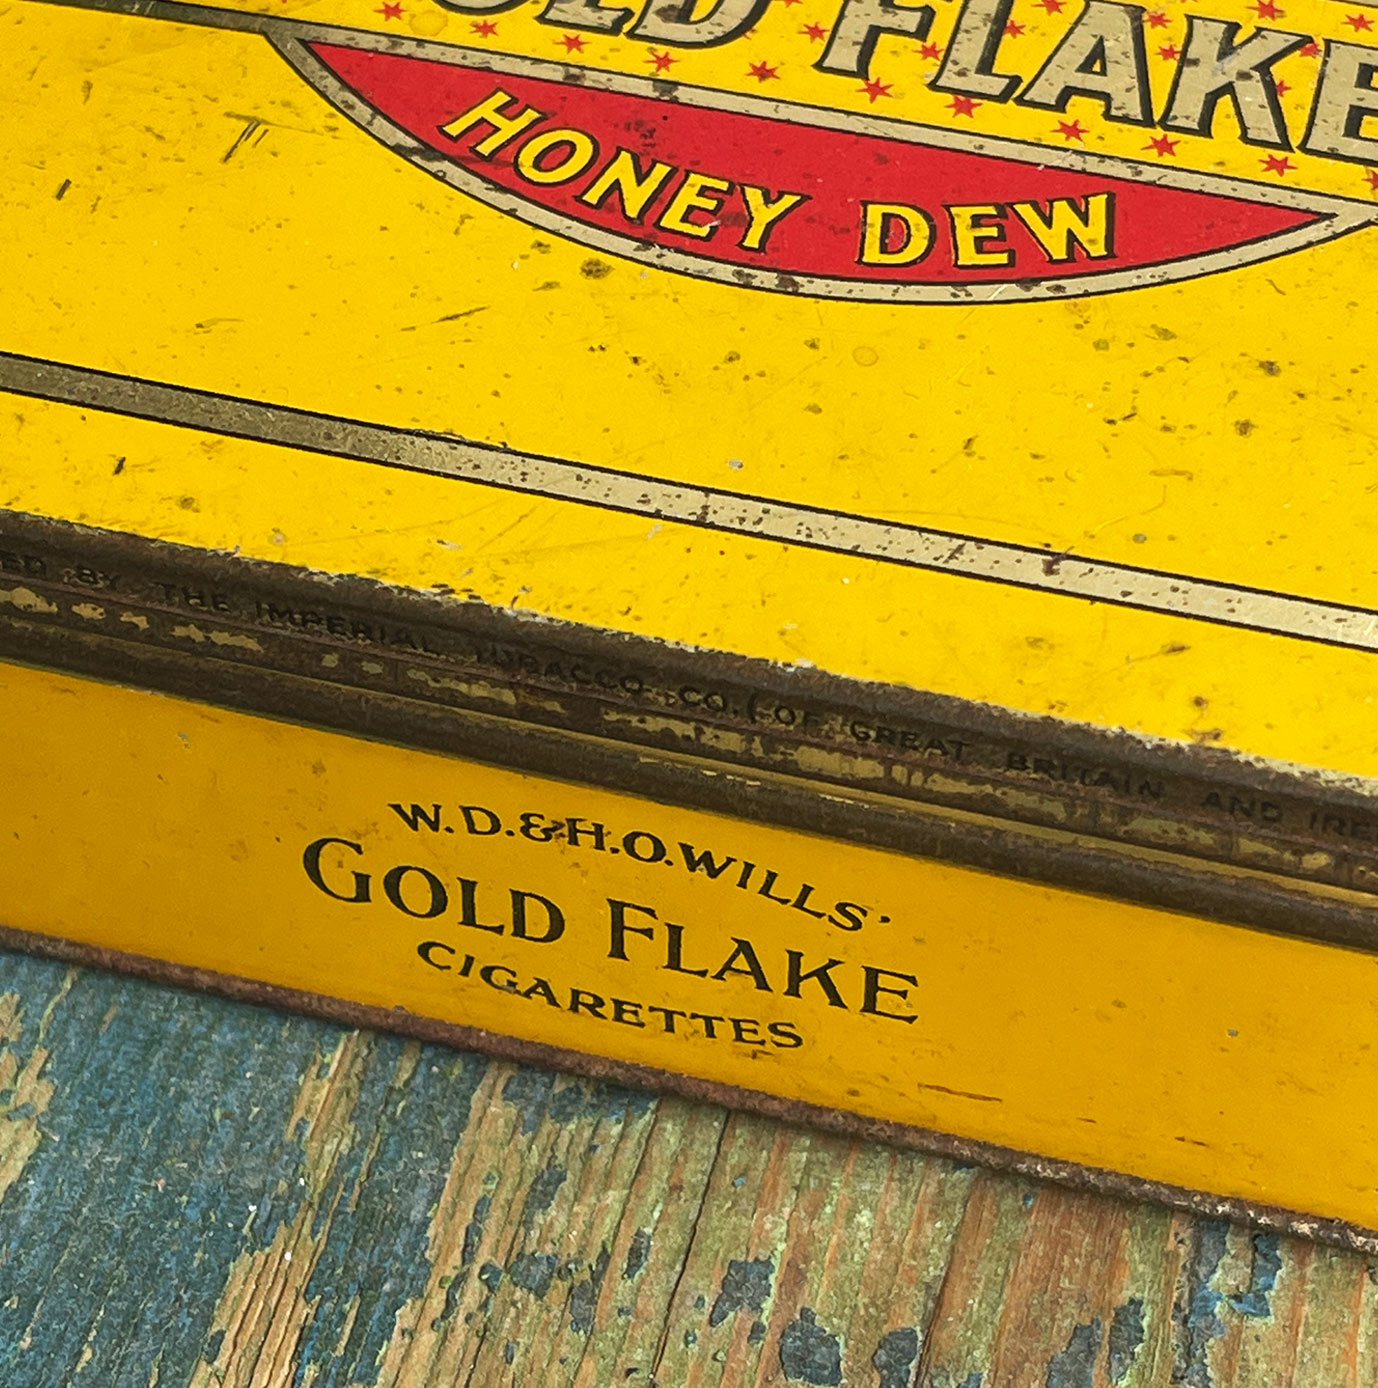 GOLD FLAKE
HONEY DEW
BY THE IMPERIAL TOBACCO CO. (OF GREAT BRITAIN AND
W.D.&H.O.WILLS'
GOLD FLAKE
CIGARETTES